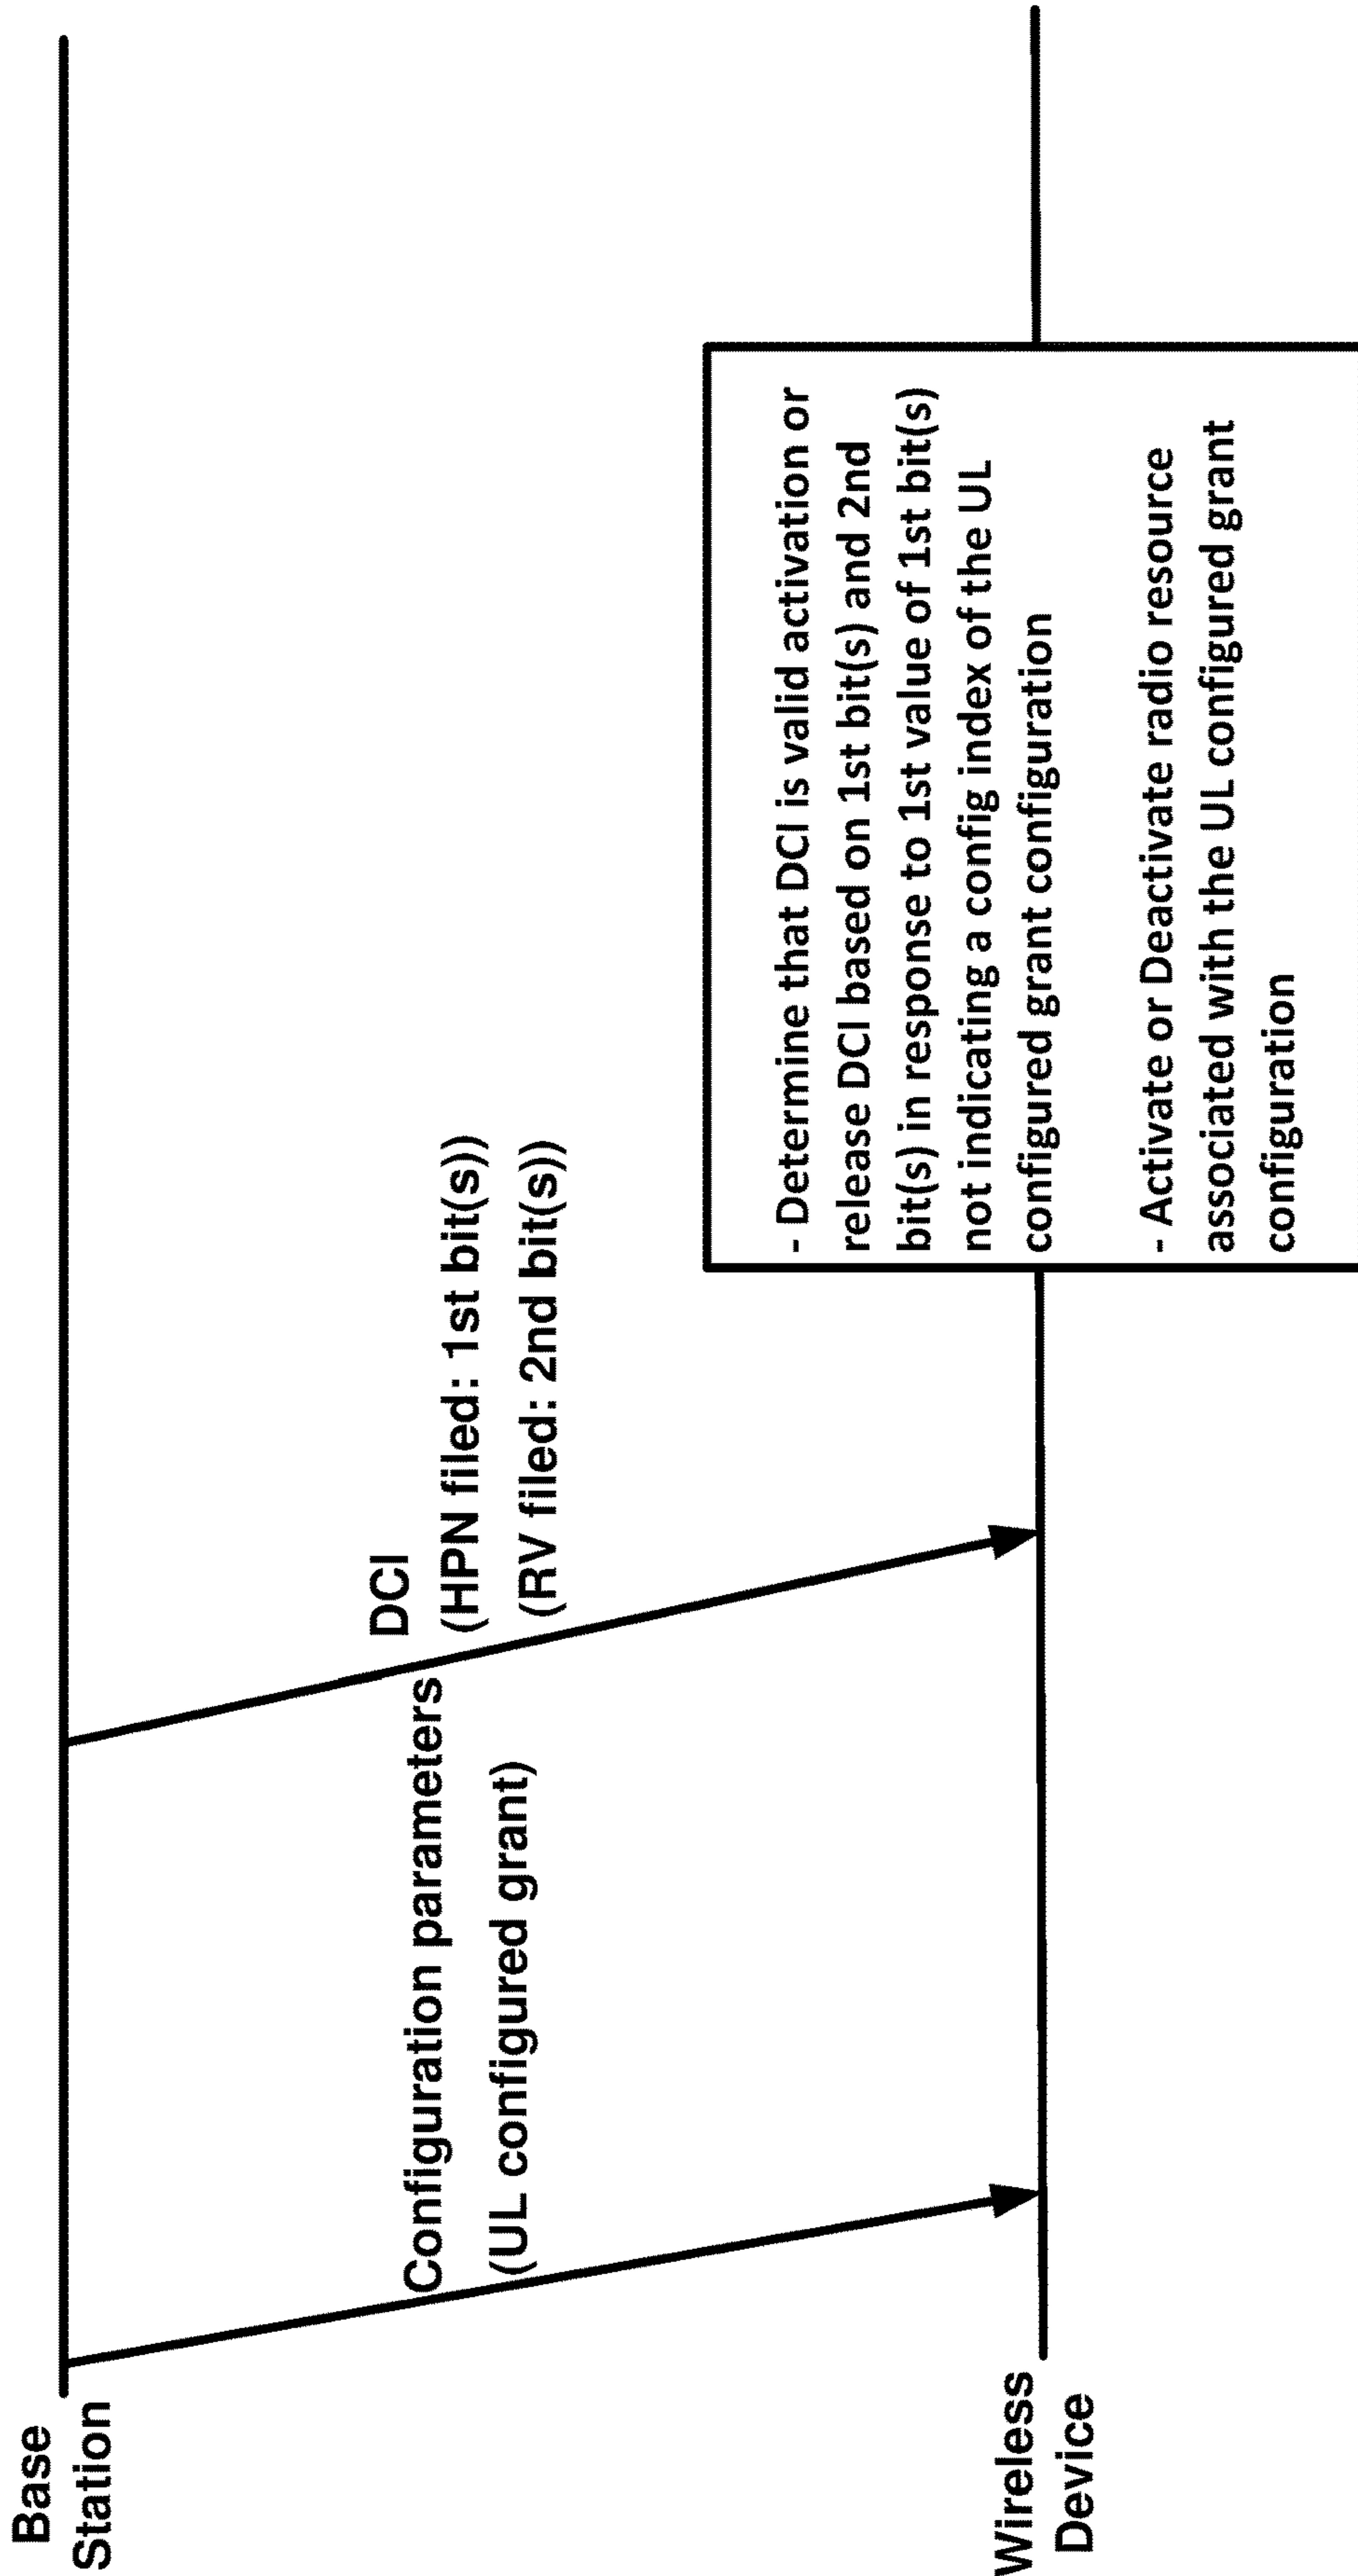 Base
Station
Configuration parameters
(UL configured grant)
DCI
(HPN filed: 1st bit(s))
(RV filed: 2nd bit(s))
- Determine that DCI is valid activation or
release DCI based on 1st bit(s) and 2nd
bit(s) in response to 1st value of 1st bit(s)
not indicating a config index of the UL
configured grant configuration
- Activate or Deactivate radio resource
associated with the UL configured grant
configuration
Wireless
Device